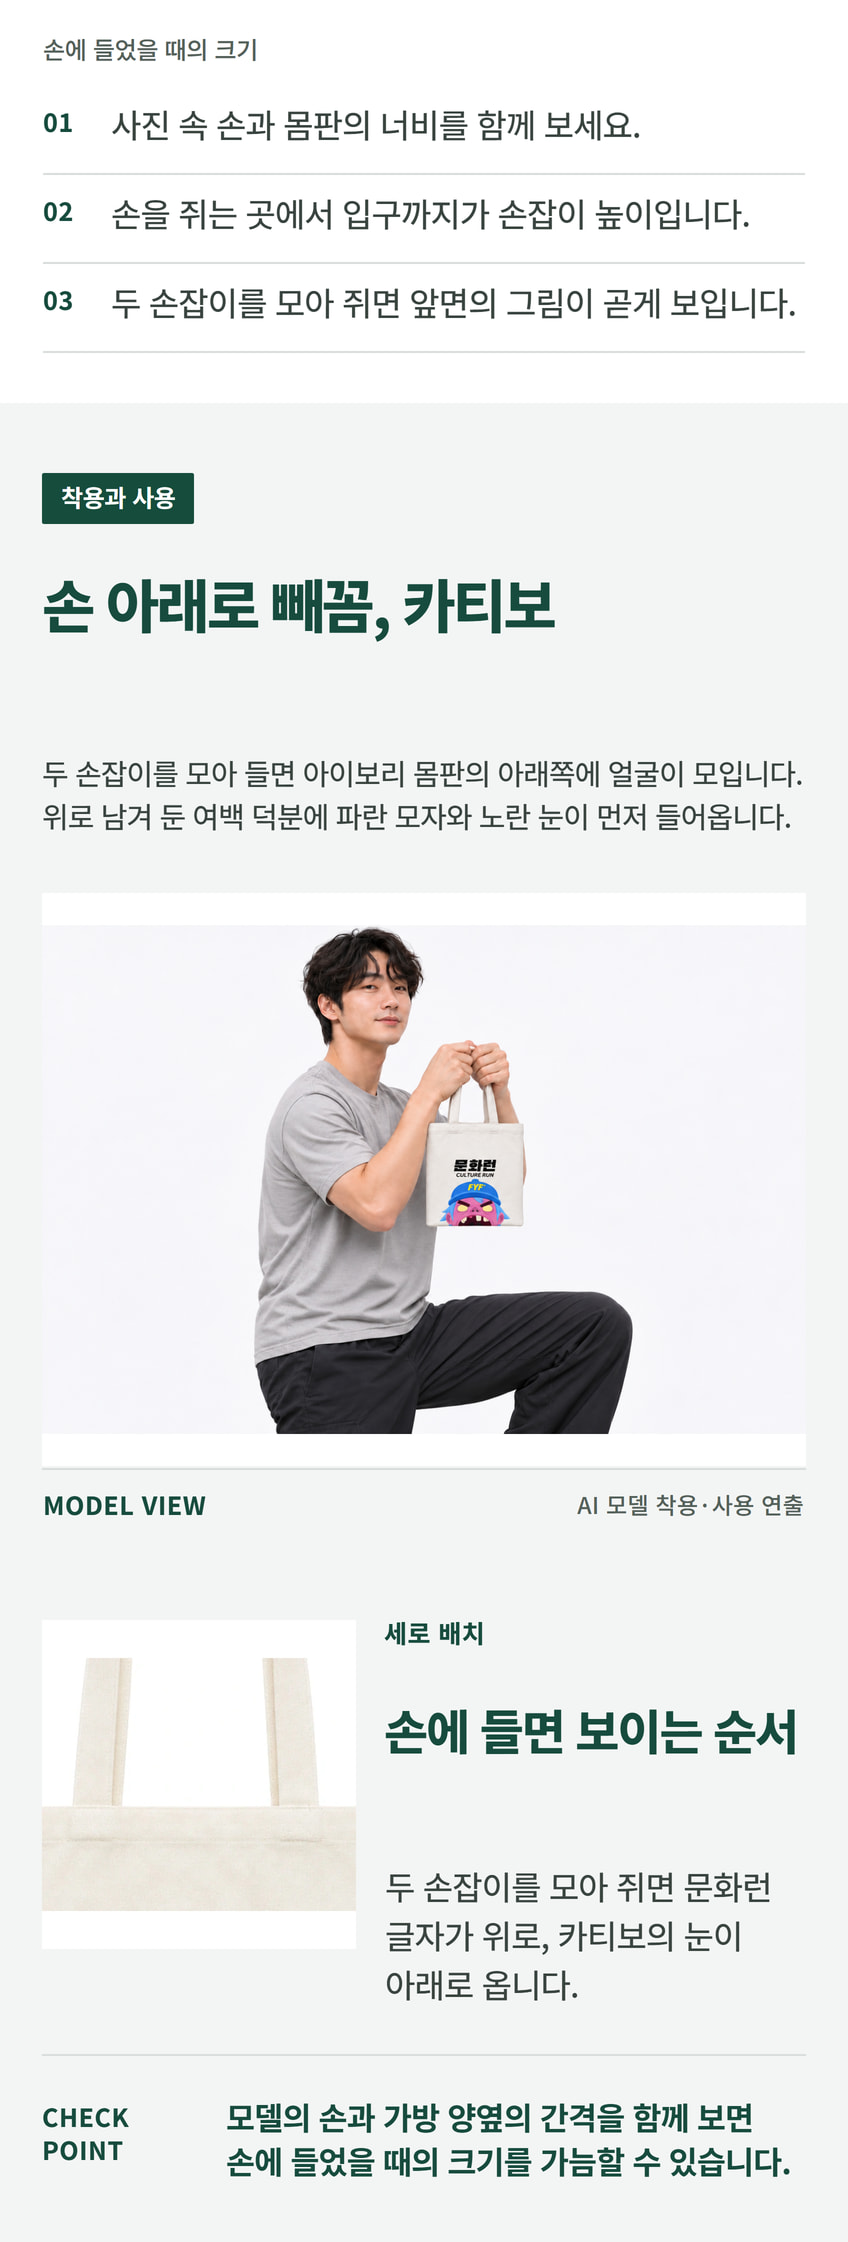 손에 들었을 때의 크기
01 사진 속 손과 몸판의 너비를 함께 보세요.
02 손을 쥐는 곳에서 입구까지가 손잡이 높이입니다.
03 두 손잡이를 모아 쥐면 앞면의 그림이 곧게 보입니다.
착용과 사용
손 아래로 빼꼼, 카티보
두 손잡이를 모아 들면 아이보리 몸판의 아래쪽에 얼굴이 모입니다.
위로 남겨 둔 여백 덕분에 파란 모자와 노란 눈이 먼저 들어옵니다.
문화런
CULTURE RUN
FYF
MODEL VIEW
AI 모델 착용·사용 연출
세로 배치
손에 들면 보이는 순서
두 손잡이를 모아 쥐면 문화런
글자가 위로, 카티보의 눈이
아래로 옵니다.
CHECK
POINT
모델의 손과 가방 양옆의 간격을 함께 보면
손에 들었을 때의 크기를 가늠할 수 있습니다.